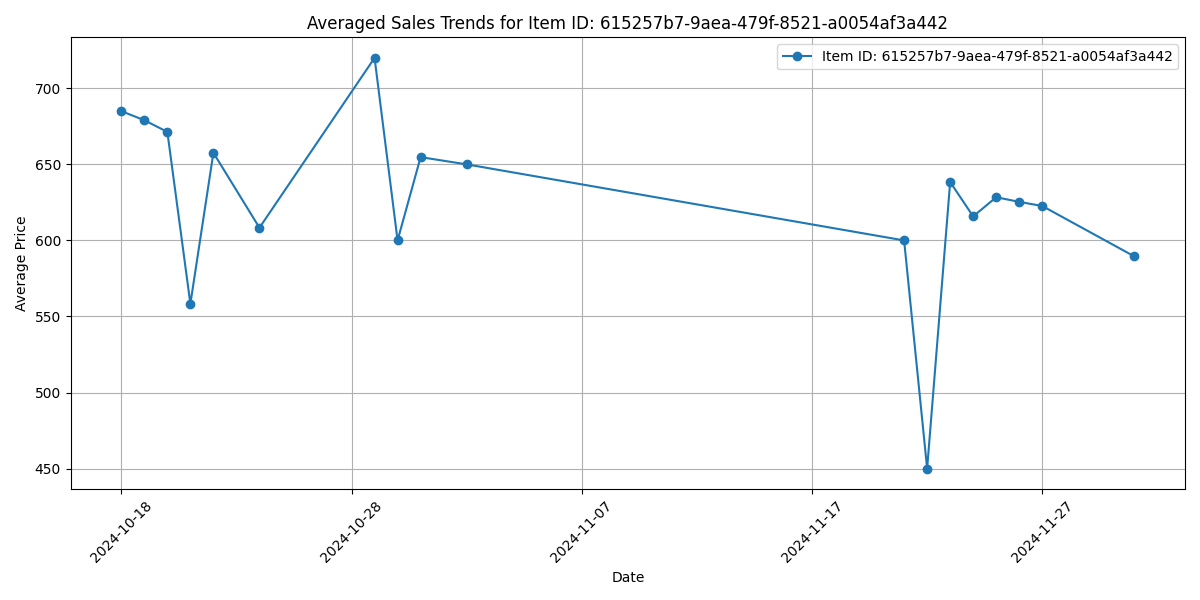 Averaged Sales Trends for Item ID: 615257b7-9aea-479f-8521-a0054af3a442
Item ID: 615257b7-9aea-479f-8521-a0054af3a442
Average Price
700
650
600
550
500
450
2024-10-18
2024-10-28
2024-11-07
2024-11-17
2024-11-27
Date